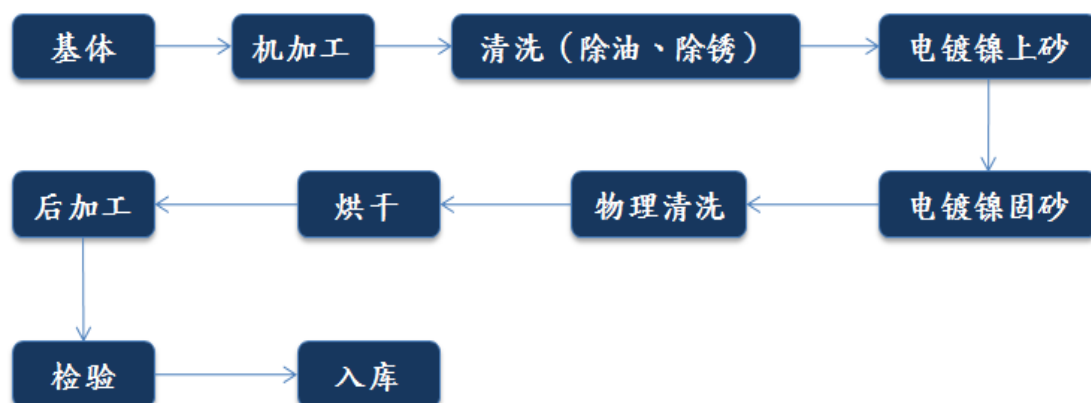 基体
机加工
清洗（除油、除锈）
电镀镍上砂
电镀镍固砂
物理清洗
烘干
后加工
检验
入库